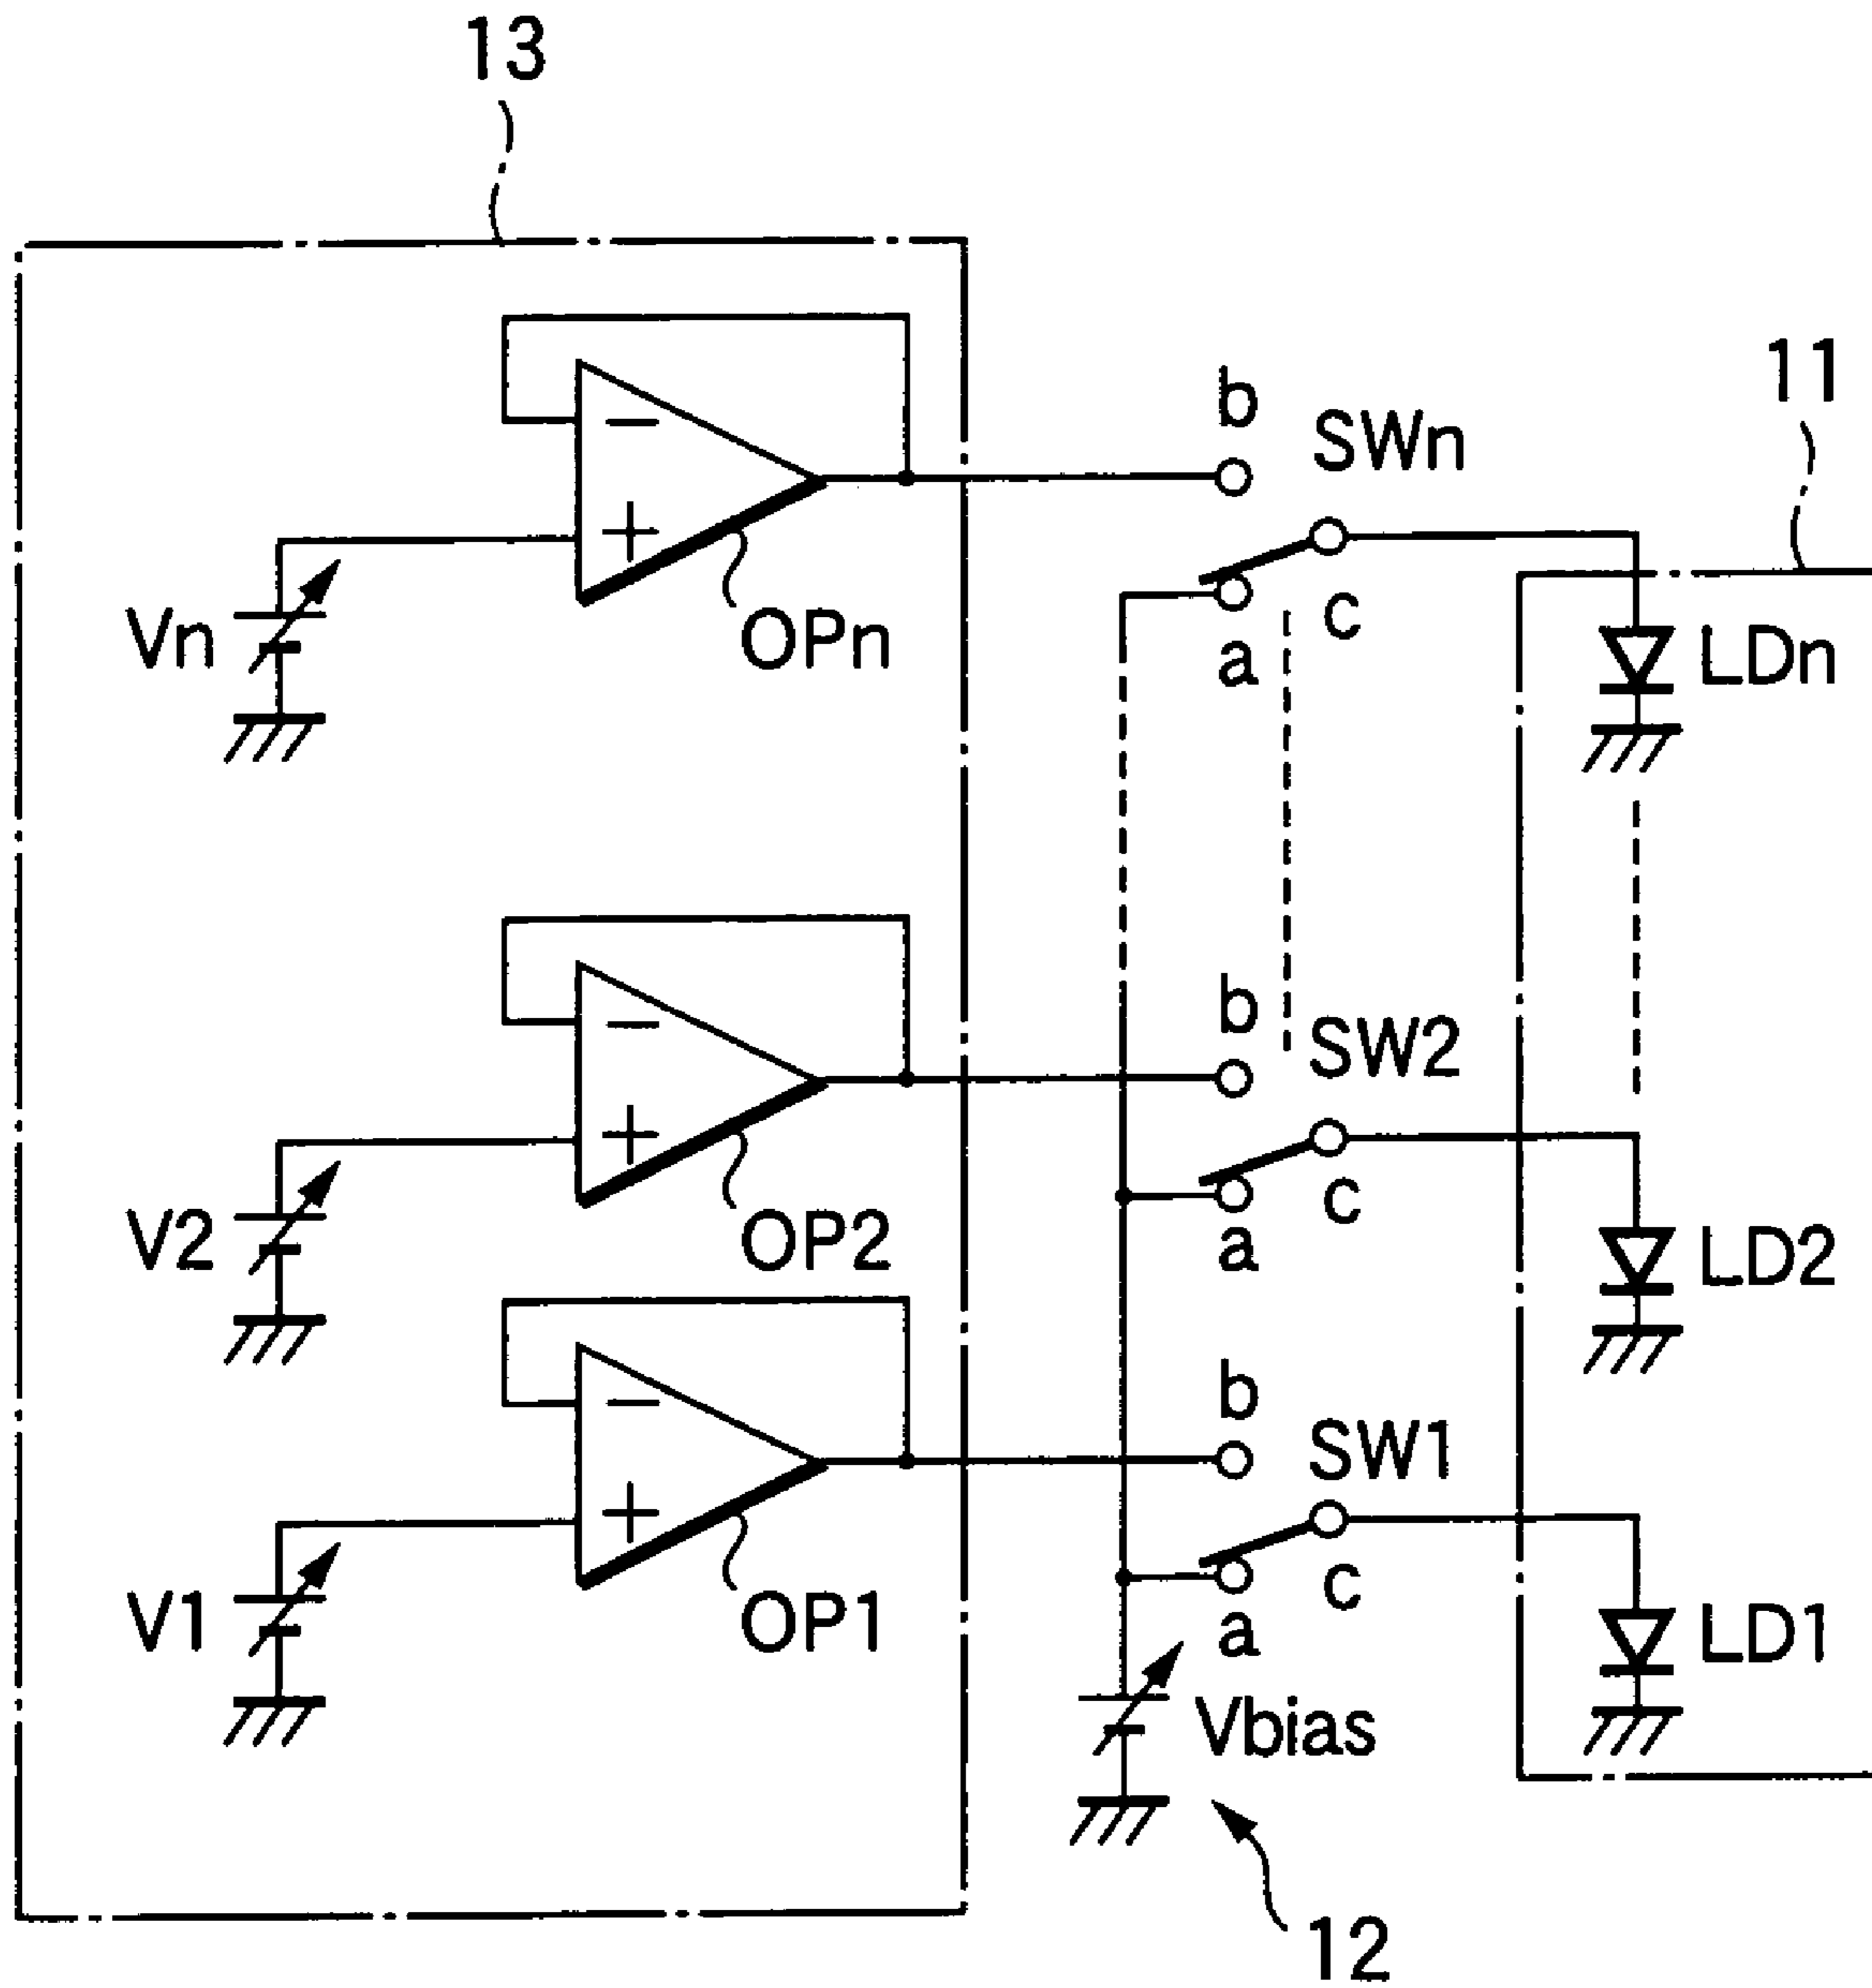 13
11
b
SWn
−
+
c
a
Vn
OPn
LDn
b
SW2
−
+
c
a
V2
OP2
LD2
b
SW1
−
+
c
a
V1
OP1
LD1
Vbias
12